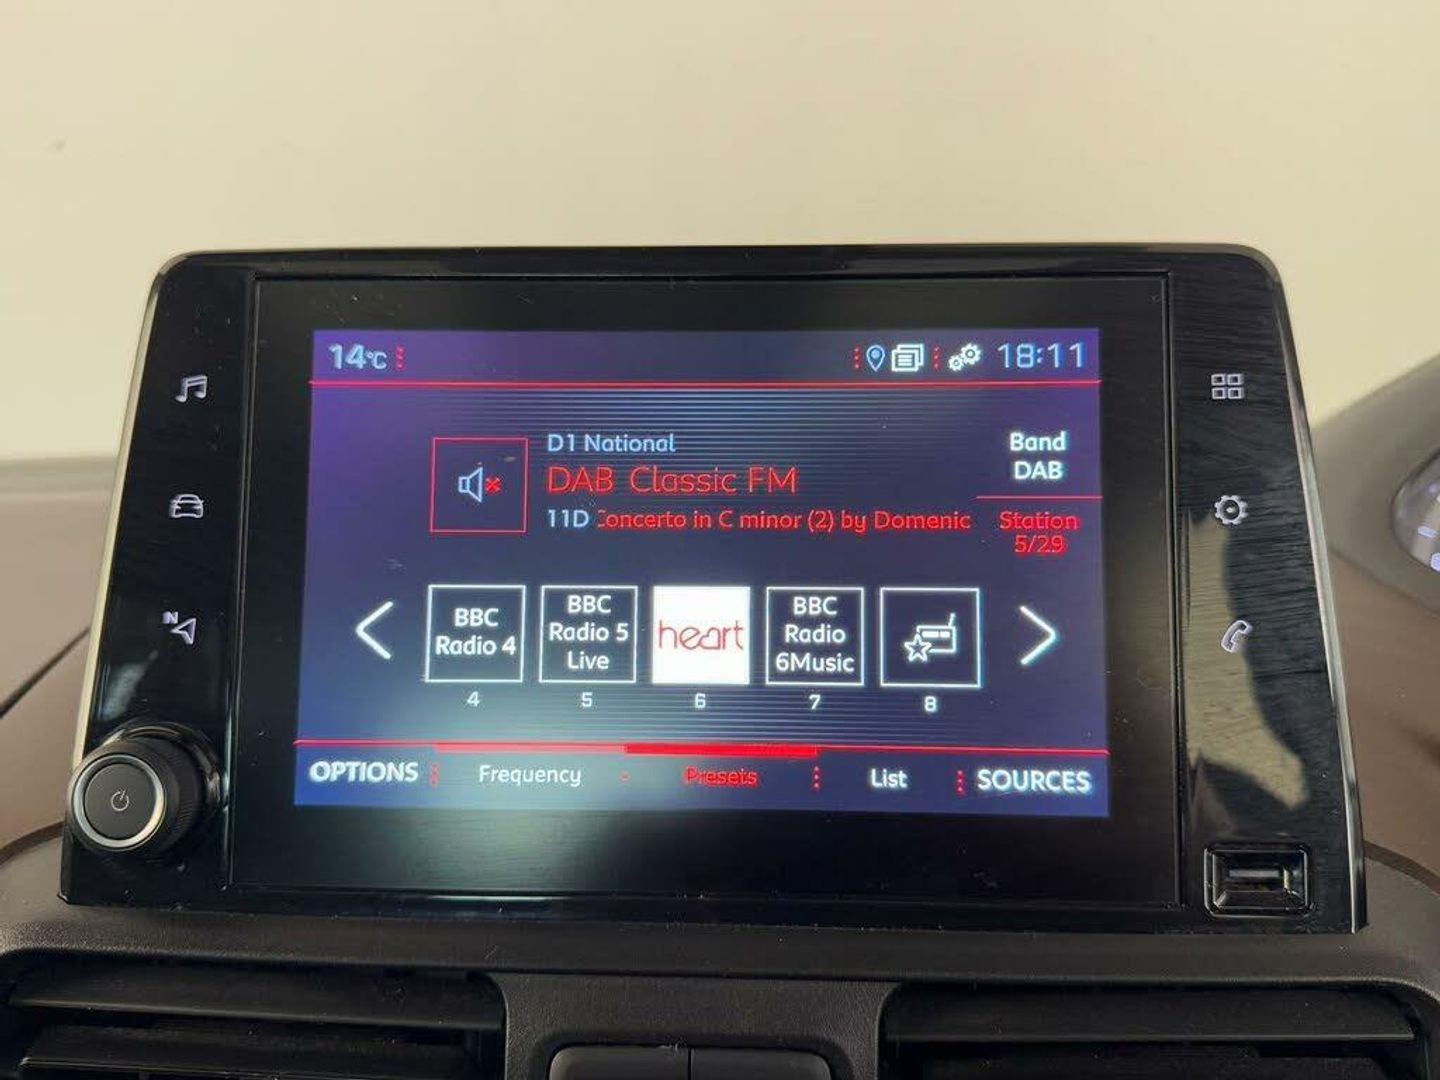 14°C 18:11
D1 National
DAB Classic FM
11D Concerto in C minor (2) by Domenic
Band
DAB
Station
5/29
BBC
Radio 4
4
BBC
Radio 5
Live
5
heart
6
BBC
Radio
6Music
7
8
OPTIONS Frequency Presets List SOURCES
N